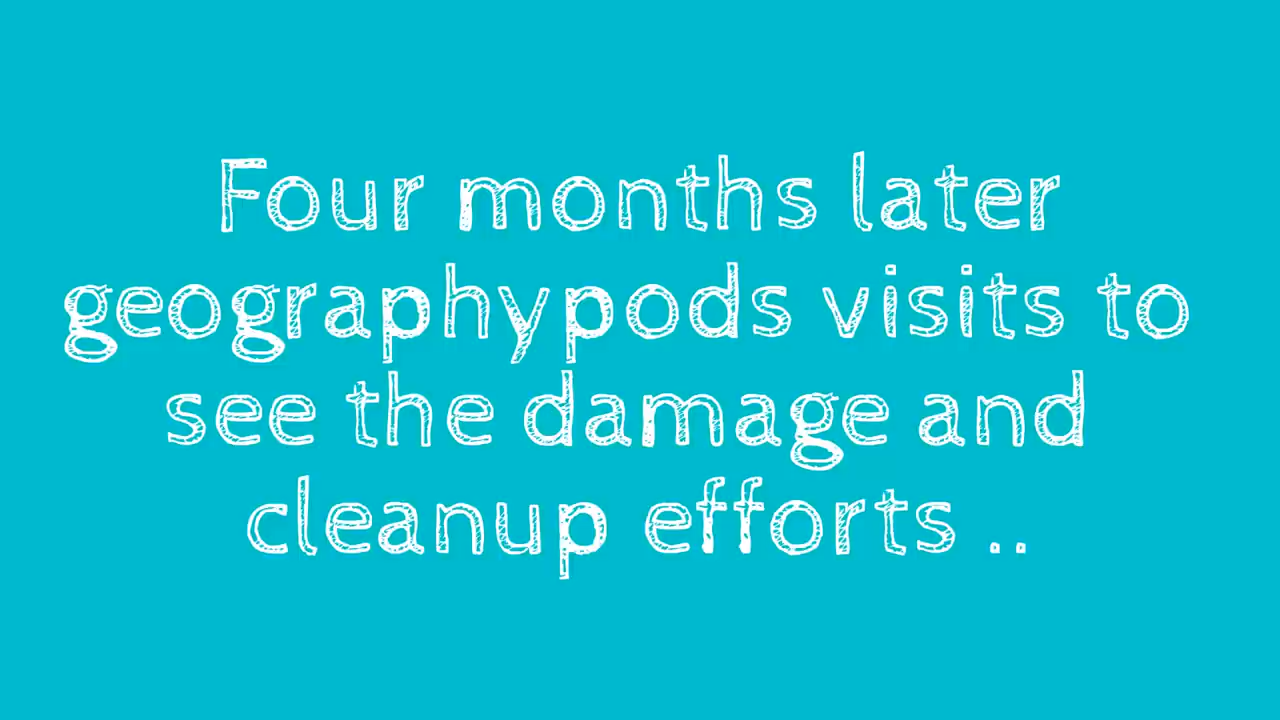 Four months later
geographypods visits to
see the damage and
cleanup efforts ..